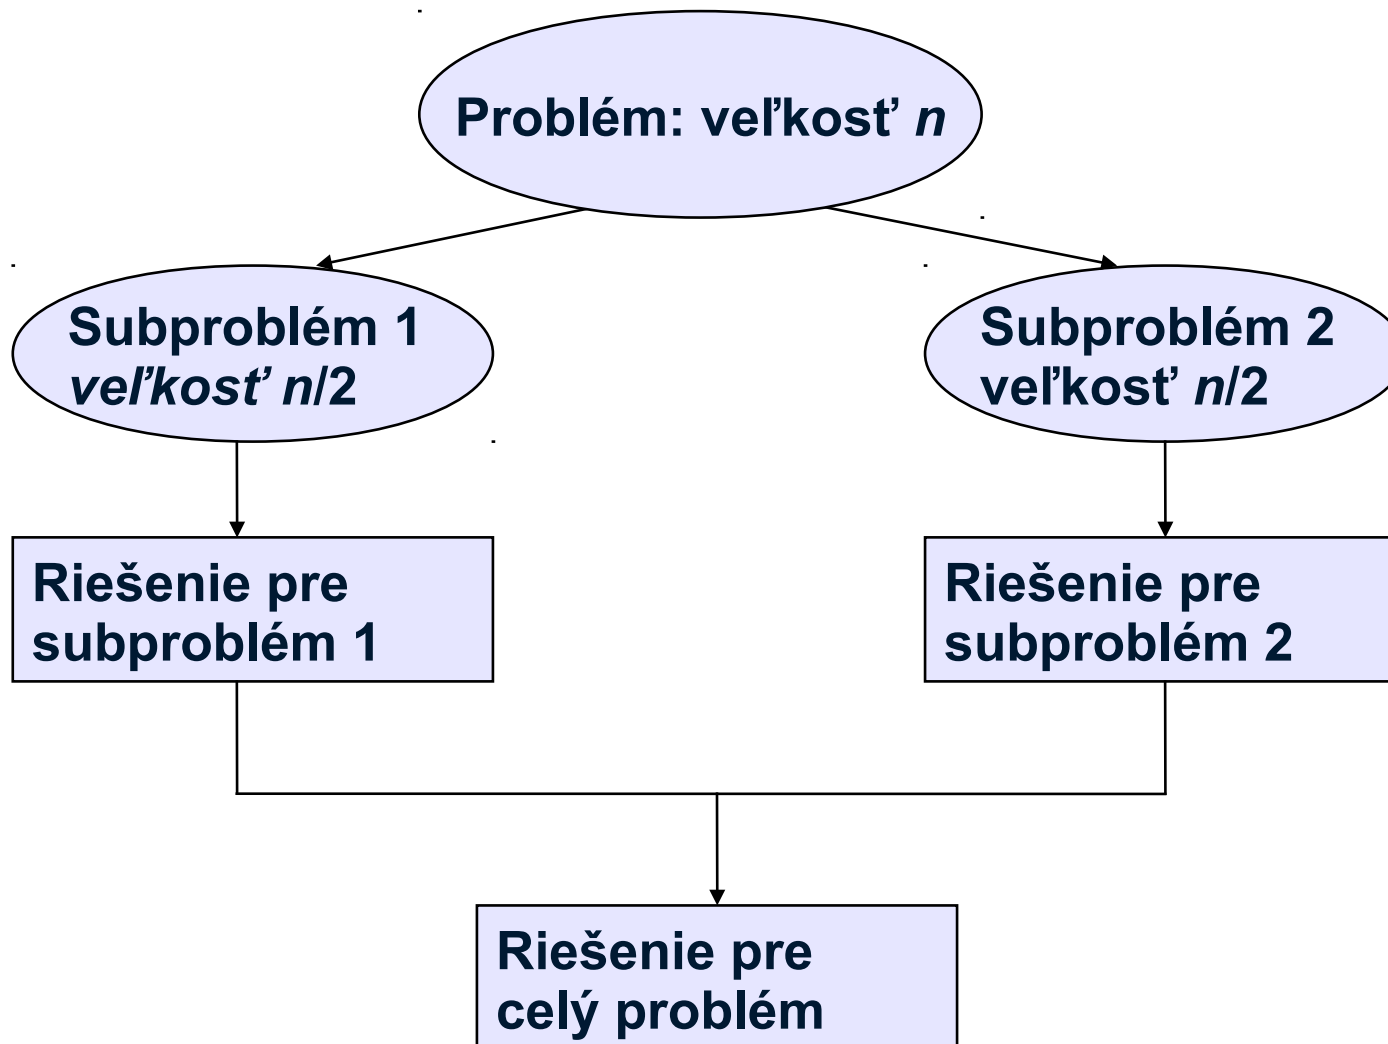 Problém: veľkosť n
Subproblém 1
veľkosť n/2
Subproblém 2
veľkosť n/2
Riešenie pre
subproblém 1
Riešenie pre
subproblém 2
Riešenie pre
celý problém